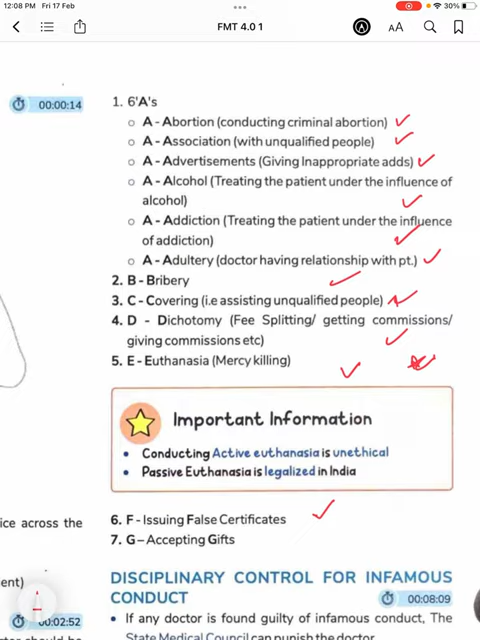 12:08 PM Fri 17 Feb
30%
FMT 4.0 1
AA
00:00:14
1. 6'A's
A - Abortion (conducting criminal abortion)
A - Association (with unqualified people)
A - Advertisements (Giving Inappropriate adds)
A - Alcohol (Treating the patient under the influence of
alcohol)
A - Addiction (Treating the patient under the influence
of addiction)
A - Adultery (doctor having relationship with pt.)
2. B - Bribery
3. C - Covering (i.e assisting unqualified people)
4. D - Dichotomy (Fee Splitting/ getting commissions/
giving commissions etc)
5. E - Euthanasia (Mercy killing)
Important Information
• Conducting Active euthanasia is unethical
• Passive Euthanasia is legalized in India
ice across the
6. F - Issuing False Certificates
7. G – Accepting Gifts
DISCIPLINARY CONTROL FOR INFAMOUS
CONDUCT
00:08:09
ent)
00:02:52
• If any doctor is found guilty of infamous conduct, The
State Medical Council can punish the doctor